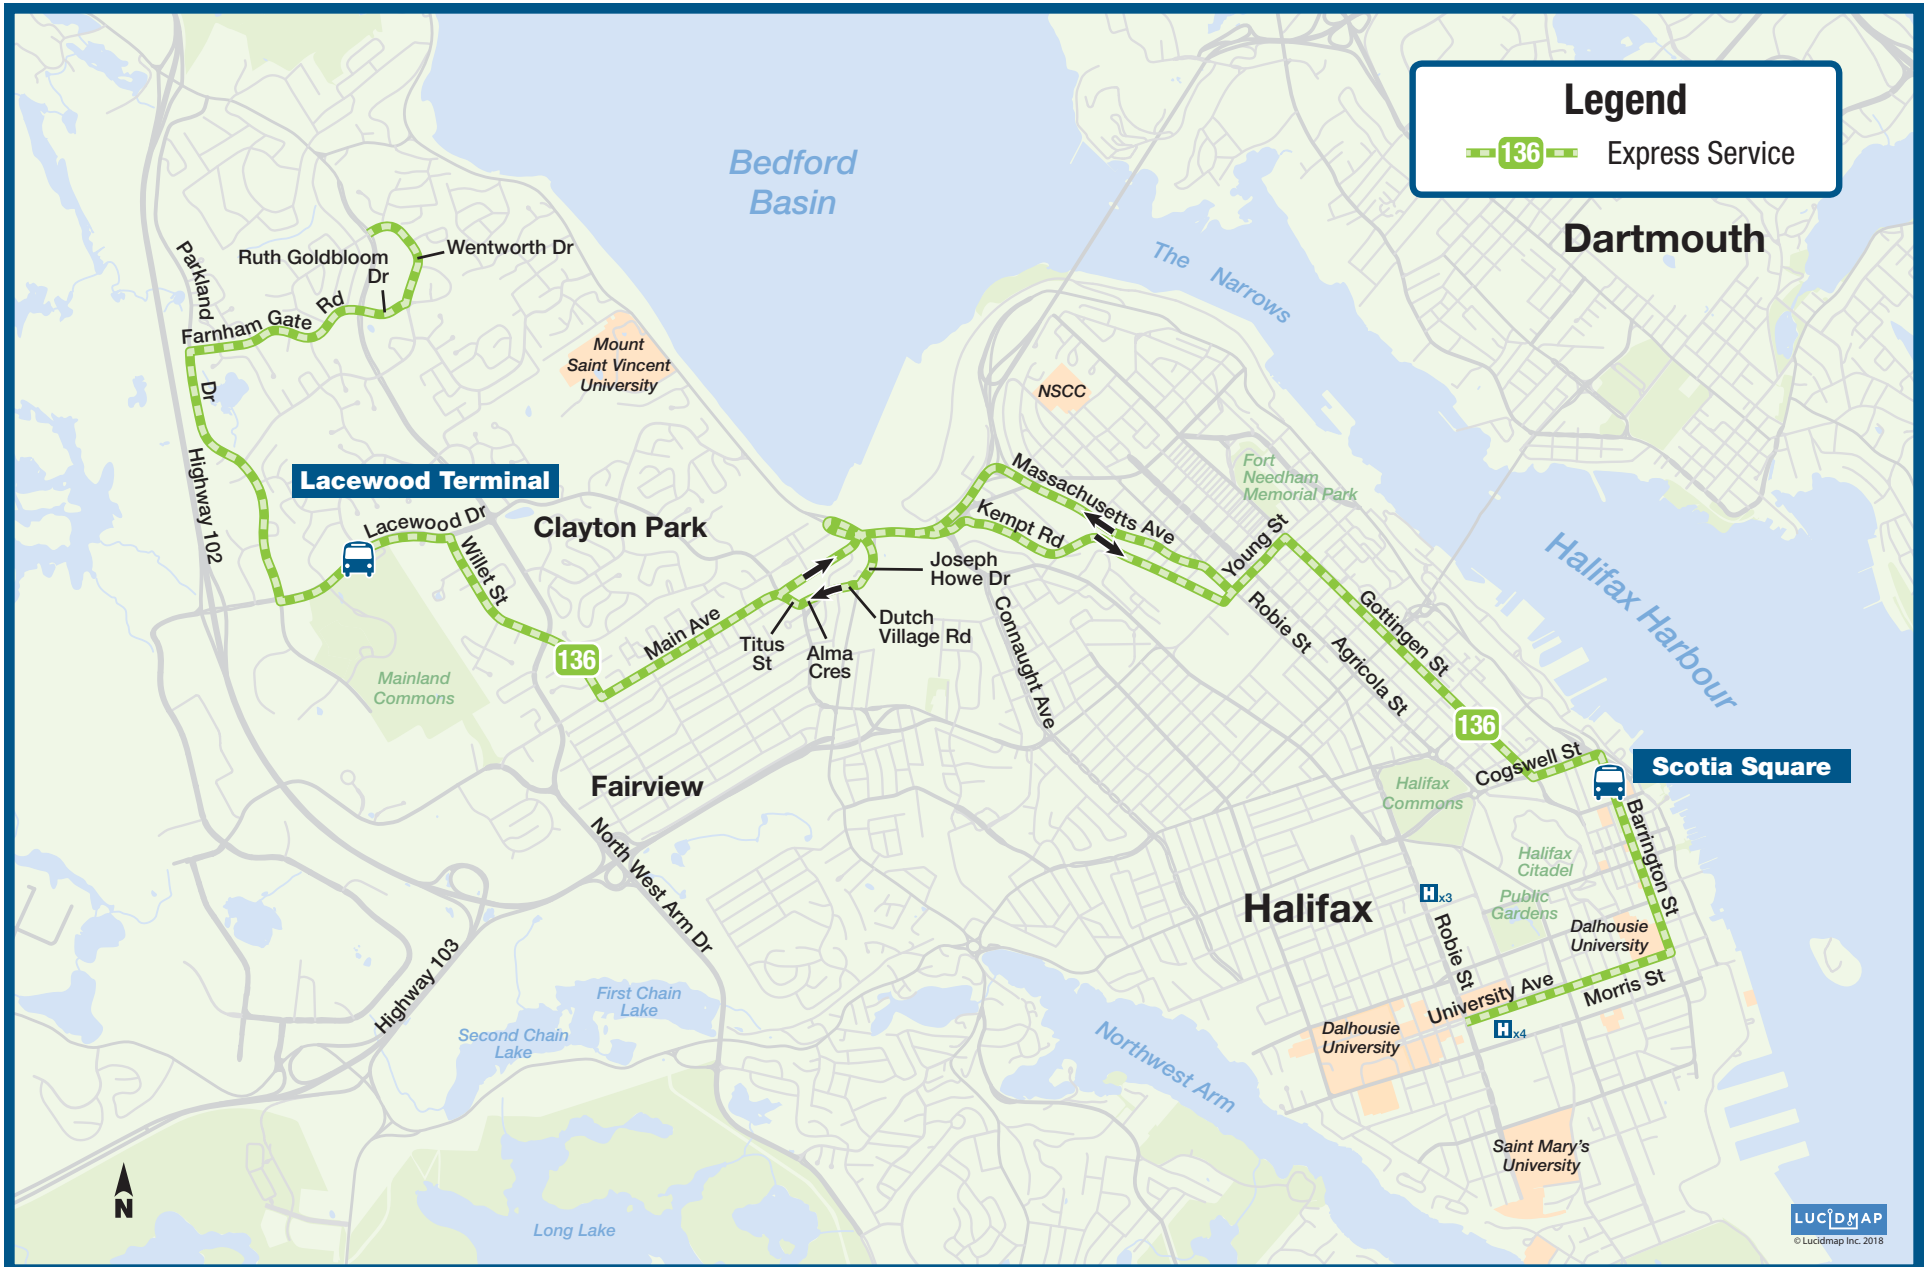 Legend
136
Express Service
Bedford
Basin
The Narrows
Dartmouth
Parkland
Dr
Ruth Goldbloom
Dr
Wentworth Dr
Farnham Gate Rd
Mount
Saint Vincent
University
NSCC
Highway 102
Lacewood Terminal
Lacewood Dr
Willet St
Clayton Park
Massachusetts Ave
Kempt Rd
Fort
Needham
Memorial Park
Young St
Joseph
Howe Dr
Dutch
Village Rd
Main Ave
Titus
St
Alma
Cres
136
Mainland
Commons
Connaught Ave
Robie St
Agricola St
Gottingen St
Halifax Harbour
136
Cogswell St
Scotia Square
Fairview
Halifax
Commons
Barrington St
Halifax
Citadel
Public
Gardens
North West Arm Dr
Halifax
H x3
Robie St
Dalhousie
University
Highway 103
First Chain
Lake
Second Chain
Lake
University Ave
Morris St
H x4
Dalhousie
University
Northwest Arm
Saint Mary's
University
N
Long Lake
LUCIDMAP
© Lucidmap Inc. 2018